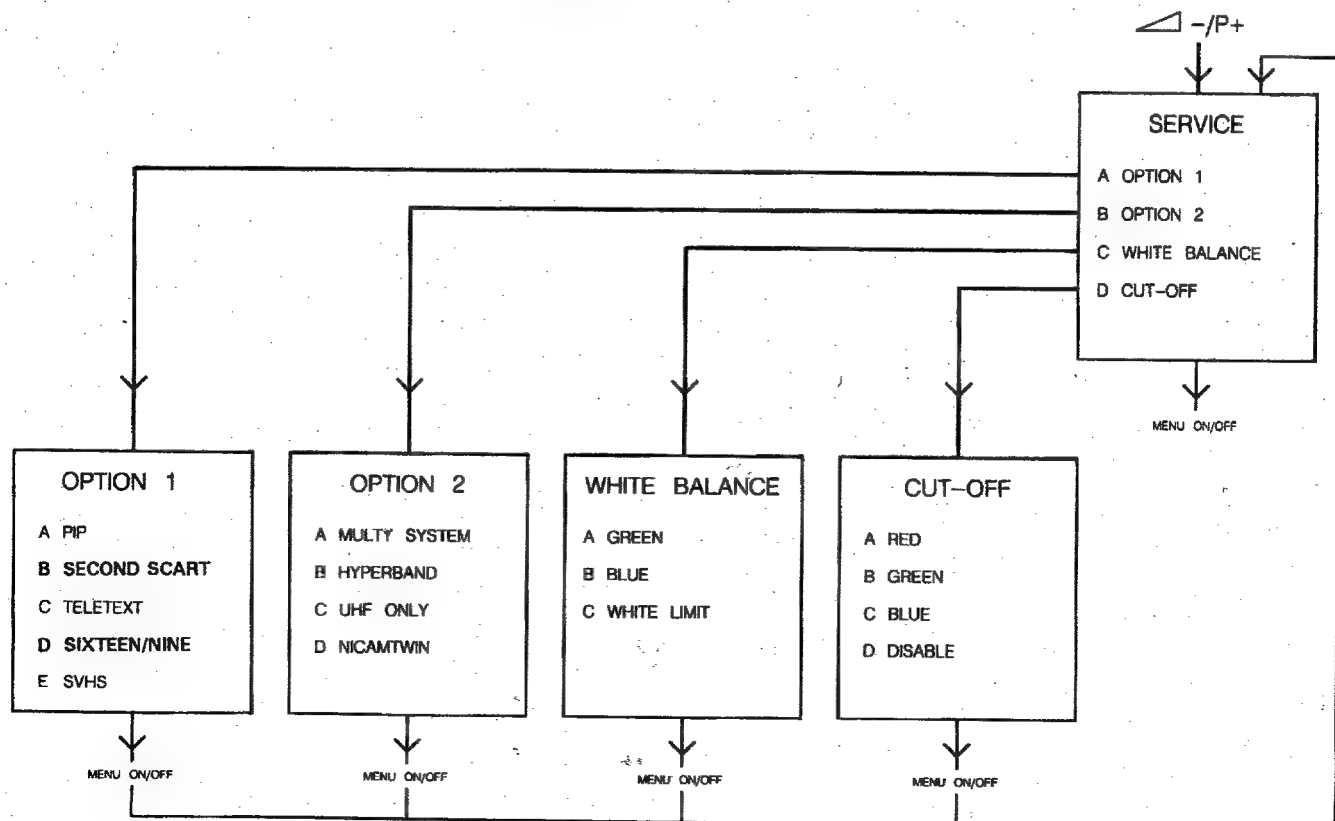 -/P+
SERVICE
A OPTION 1
B OPTION 2
C WHITE BALANCE
D CUT-OFF
MENU ON/OFF
OPTION 1
A PIP
B SECOND SCART
C TELETEXT
D SIXTEEN/NINE
E SVHS
MENU ON/OFF
OPTION 2
A MULTY SYSTEM
B HYPERBAND
C UHF ONLY
D NICAMTWIN
MENU ON/OFF
WHITE BALANCE
A GREEN
B BLUE
C WHITE LIMIT
MENU ON/OFF
CUT-OFF
A RED
B GREEN
C BLUE
D DISABLE
MENU ON/OFF